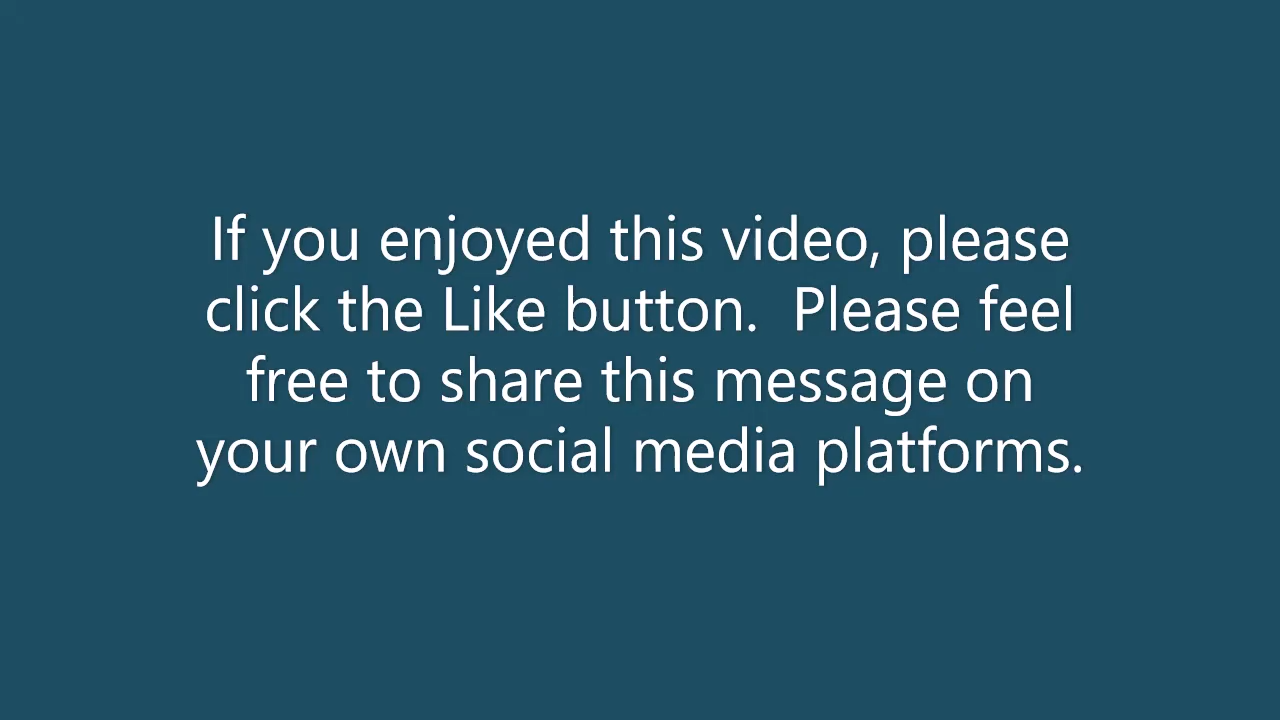 If you enjoyed this video, please
click the Like button.  Please feel
free to share this message on
your own social media platforms.